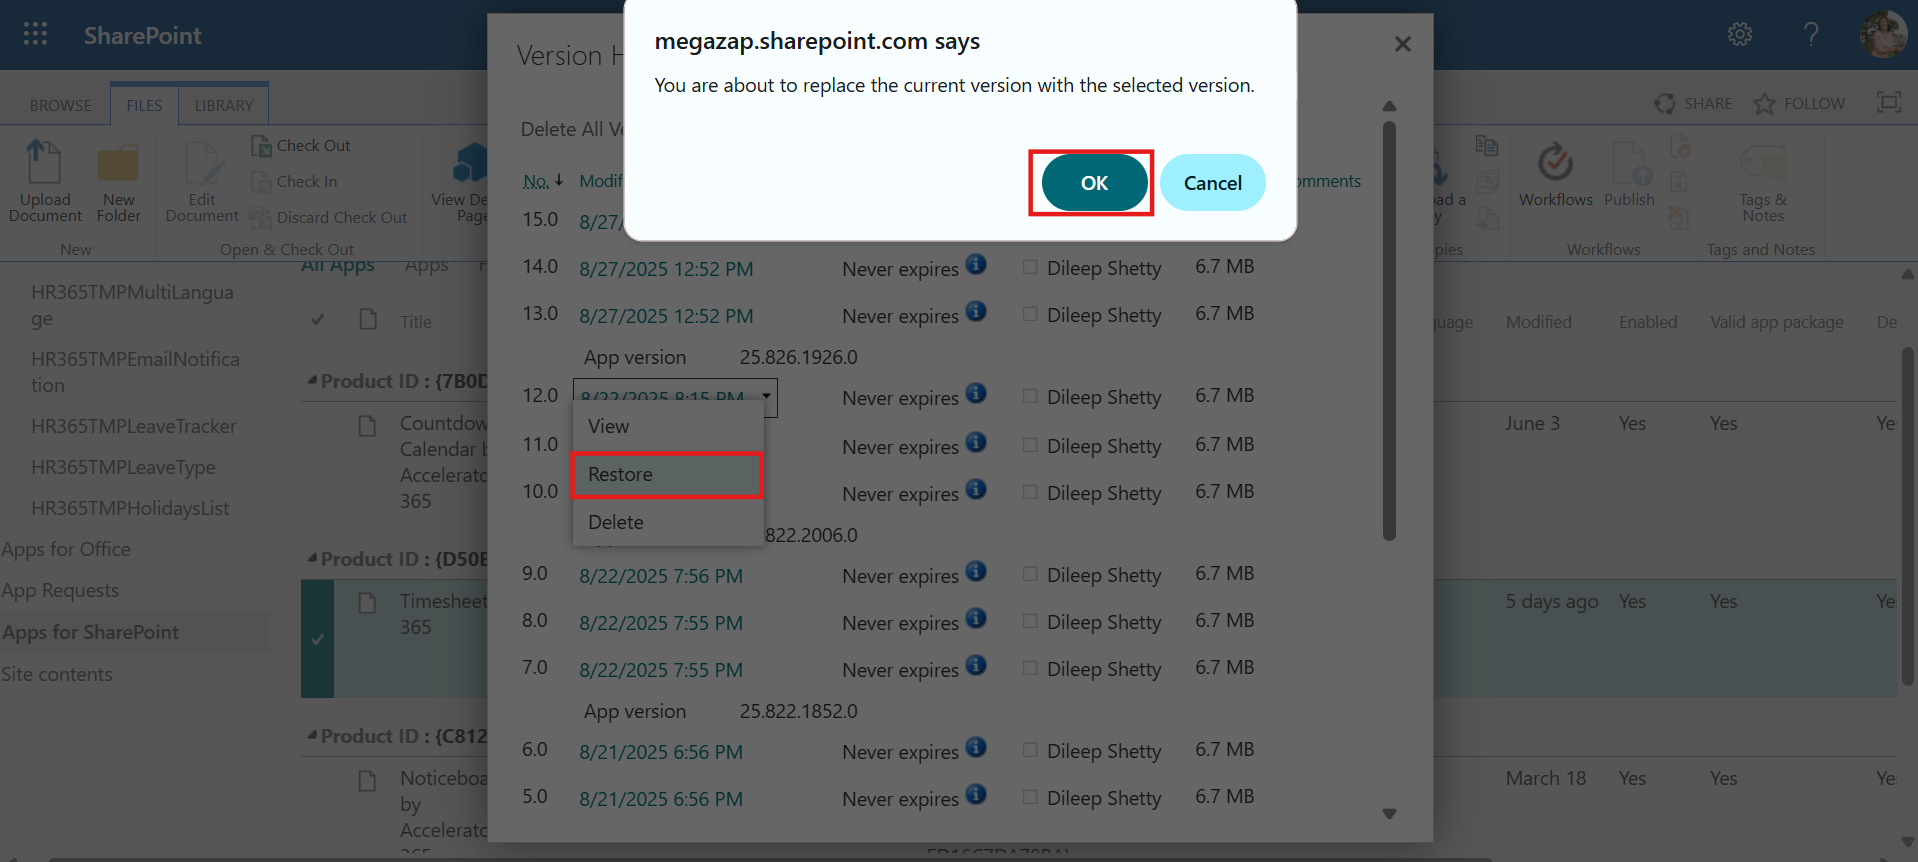 SharePoint
Version H
megazap.sharepoint.com says
You are about to replace the current version with the selected version.
OK
Cancel
BROWSE
FILES
LIBRARY
SHARE
FOLLOW
Upload
Document
New
Folder
New
Edit
Document
Check Out
Check In
Discard Check Out
Open & Check Out
View De
Page
Workflows
Publish
Workflows
Tags &
Notes
Tags and Notes
Delete All Ve
No. Modif omments
15.0 8/27/
14.0 8/27/2025 12:52 PM Never expires Dileep Shetty 6.7 MB
13.0 8/27/2025 12:52 PM Never expires Dileep Shetty 6.7 MB
App version 25.826.1926.0
12.0 8/22/2025 8:15 PM Never expires Dileep Shetty 6.7 MB
View
11.0 Never expires Dileep Shetty 6.7 MB
Restore
10.0 Never expires Dileep Shetty 6.7 MB
Delete
822.2006.0
9.0 8/22/2025 7:56 PM Never expires Dileep Shetty 6.7 MB
8.0 8/22/2025 7:55 PM Never expires Dileep Shetty 6.7 MB
7.0 8/22/2025 7:55 PM Never expires Dileep Shetty 6.7 MB
App version 25.822.1852.0
6.0 8/21/2025 6:56 PM Never expires Dileep Shetty 6.7 MB
5.0 8/21/2025 6:56 PM Never expires Dileep Shetty 6.7 MB
HR365TMPMultiLangua
ge
HR365TMPEmailNotifica
tion
HR365TMPLeaveTracker
HR365TMPLeaveType
HR365TMPHolidaysList
Apps for Office
App Requests
Apps for SharePoint
Site contents
All Apps Apps
Title
guage Modified Enabled Valid app package De
Product ID : {7B0D
Countdow
Calendar b
Accelerato
365
June 3 Yes Yes Ye
Product ID : {D50E
Timesheet
365
5 days ago Yes Yes Ye
Product ID : {C812
Noticeboa
by
Accelerato
March 18 Yes Yes Ye